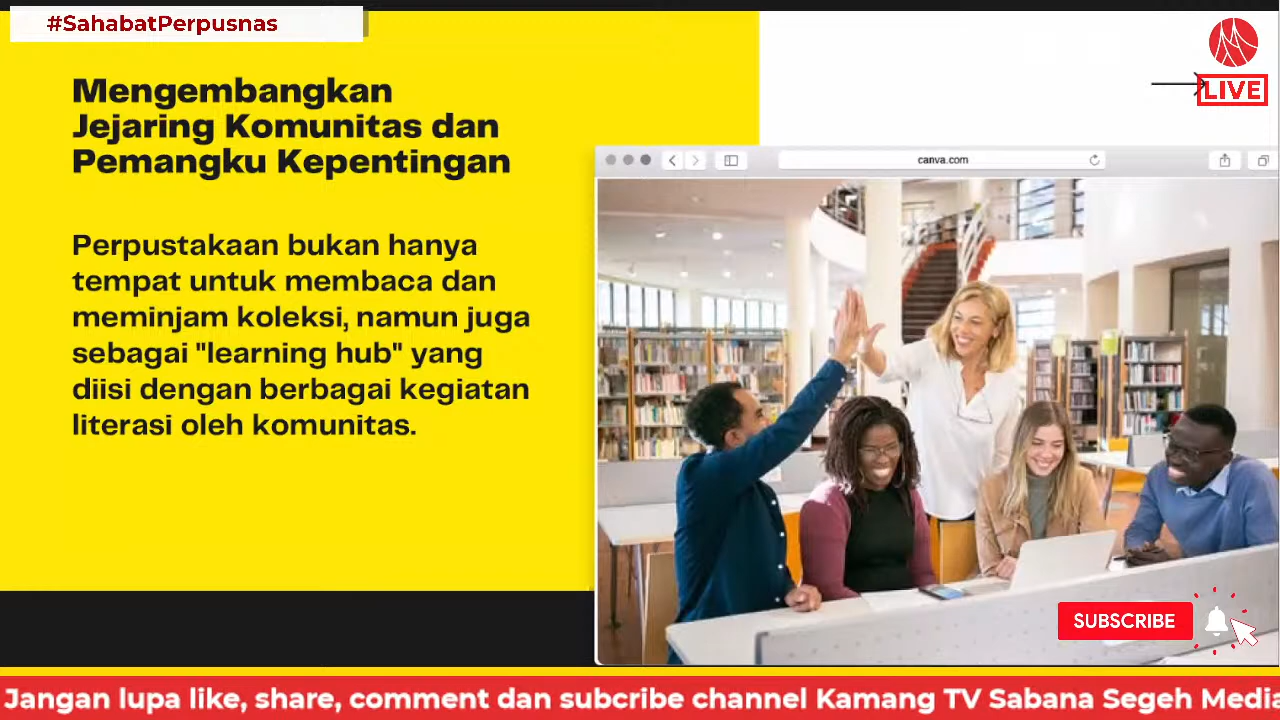 #SahabatPerpusnas
LIVE
Mengembangkan
Jejaring Komunitas dan
Pemangku Kepentingan
canva.com
Perpustakaan bukan hanya
tempat untuk membaca dan
meminjam koleksi, namun juga
sebagai "learning hub" yang
diisi dengan berbagai kegiatan
literasi oleh komunitas.
SUBSCRIBE
Jangan lupa like, share, comment dan subcribe channel Kamang TV Sabana Segeh Media